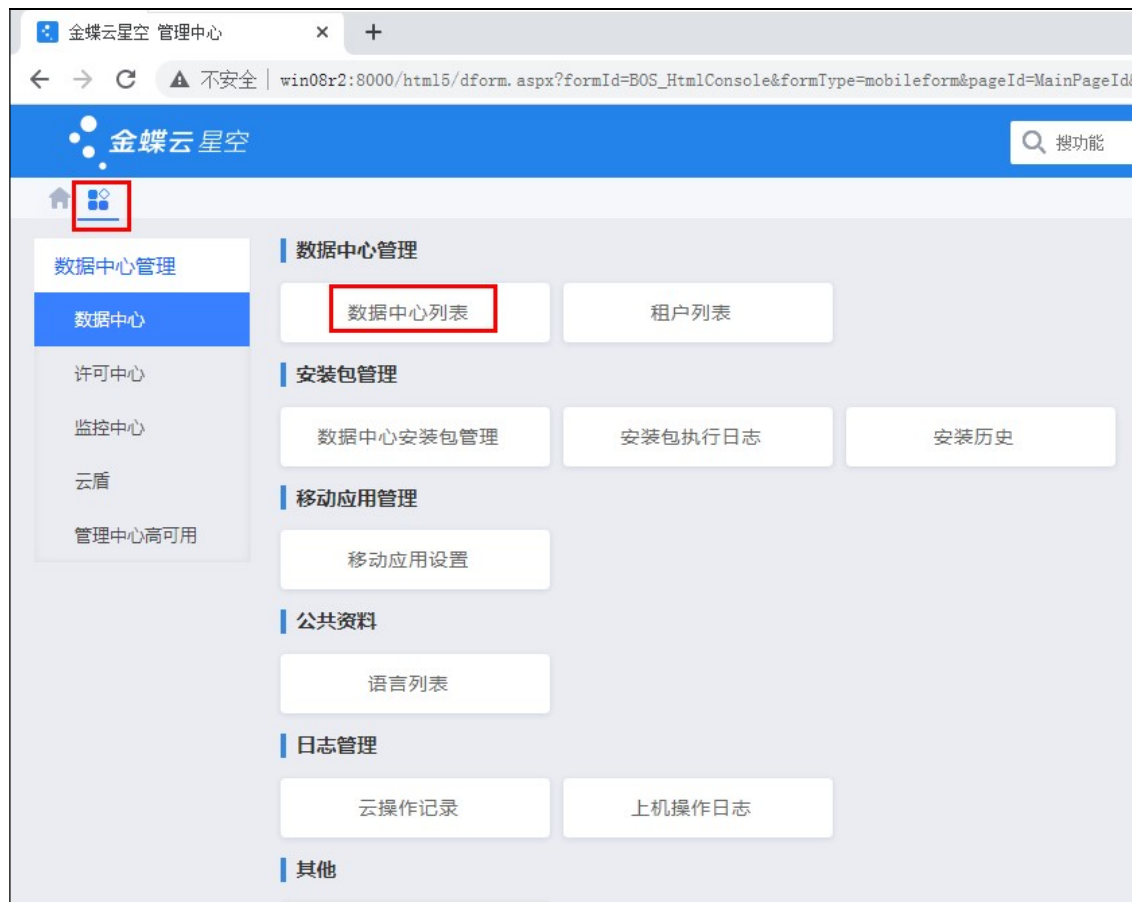 金蝶云星空 管理中心
不安全 | win08r2:8000/html5/dform.aspx?formId=BOS_HtmlConsole&formType=mobileform&pageId=MainPageId&
金蝶云 星空
搜功能
数据中心管理
数据中心
许可中心
监控中心
云盾
管理中心高可用
数据中心管理
数据中心列表 租户列表
安装包管理
数据中心安装包管理 安装包执行日志 安装历史
移动应用管理
移动应用设置
公共资料
语言列表
日志管理
云操作记录 上机操作日志
其他